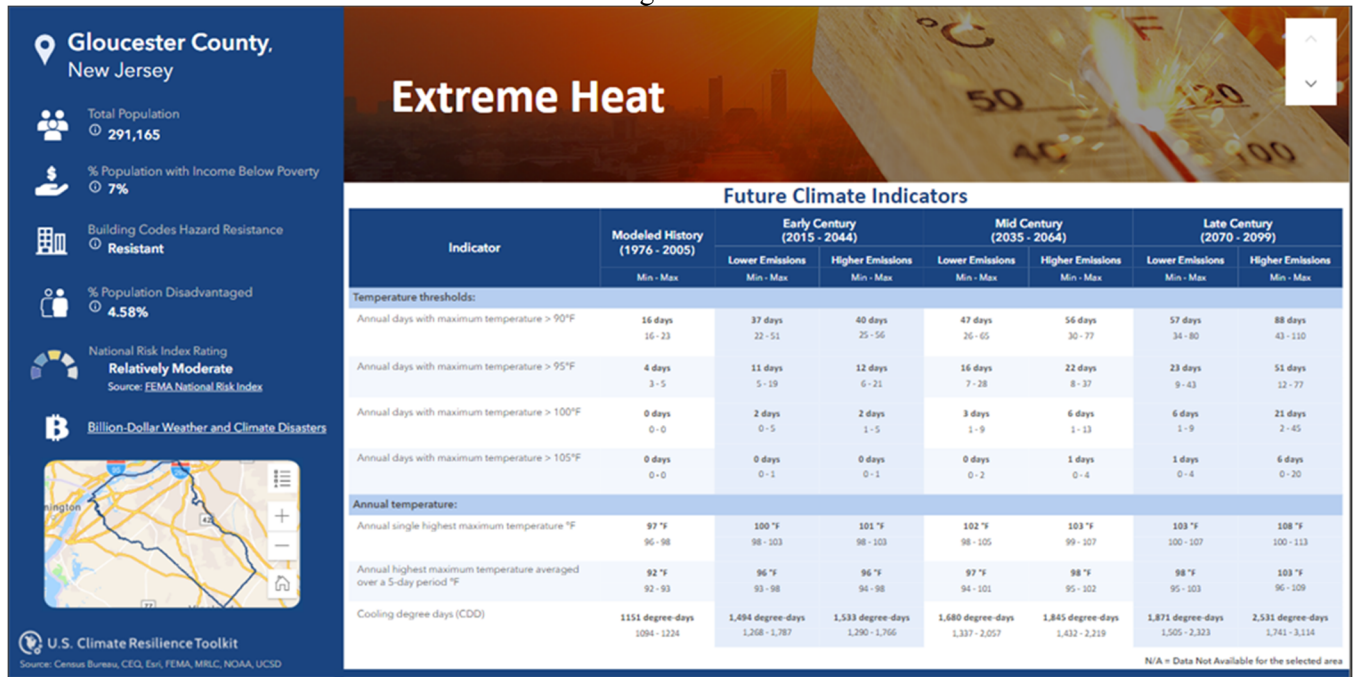 Gloucester County,
New Jersey
Total Population
291,165
% Population with Income Below Poverty
7%
Building Codes Hazard Resistance
Resistant
% Population Disadvantaged
4.58%
National Risk Index Rating
Relatively Moderate
Source: FEMA National Risk Index
Billion-Dollar Weather and Climate Disasters
42
+
−
U.S. Climate Resilience Toolkit
Source: Census Bureau, CEQ, Esri, FEMA, MRLC, NOAA, UCSD
Extreme Heat
°C F
50 120
40 100
Future Climate Indicators
Indicator Modeled History (1976 - 2005) Early Century (2015 - 2044) Mid Century (2035 - 2064) Late Century (2070 - 2099)
Lower Emissions Higher Emissions Lower Emissions Higher Emissions Lower Emissions Higher Emissions
Min - Max Min - Max Min - Max Min - Max Min - Max Min - Max Min - Max
Temperature thresholds:
Annual days with maximum temperature > 90°F 16 days 37 days 40 days 47 days 56 days 57 days 88 days
16 - 23 22 - 51 25 - 56 26 - 65 30 - 77 34 - 80 43 - 110
Annual days with maximum temperature > 95°F 4 days 11 days 12 days 16 days 22 days 23 days 51 days
3 - 5 5 - 19 6 - 21 7 - 28 8 - 37 9 - 43 12 - 77
Annual days with maximum temperature > 100°F 0 days 2 days 2 days 3 days 6 days 6 days 21 days
0 - 0 0 - 5 1 - 5 1 - 9 1 - 13 1 - 9 2 - 45
Annual days with maximum temperature > 105°F 0 days 0 days 0 days 0 days 1 days 1 days 6 days
0 - 0 0 - 1 0 - 1 0 - 2 0 - 4 0 - 4 0 - 20
Annual temperature:
Annual single highest maximum temperature °F 97 °F 100 °F 101 °F 102 °F 103 °F 103 °F 108 °F
96 - 98 98 - 103 98 - 103 98 - 105 99 - 107 100 - 107 100 - 113
Annual highest maximum temperature averaged over a 5-day period °F 92 °F 96 °F 96 °F 97 °F 98 °F 98 °F 103 °F
92 - 93 93 - 98 94 - 98 94 - 101 95 - 102 95 - 103 96 - 109
Cooling degree days (CDD) 1151 degree-days 1,494 degree-days 1,533 degree-days 1,680 degree-days 1,845 degree-days 1,871 degree-days 2,531 degree-days
1094 - 1224 1,268 - 1,787 1,290 - 1,766 1,337 - 2,057 1,432 - 2,219 1,505 - 2,323 1,741 - 3,114
N/A = Data Not Available for the selected area